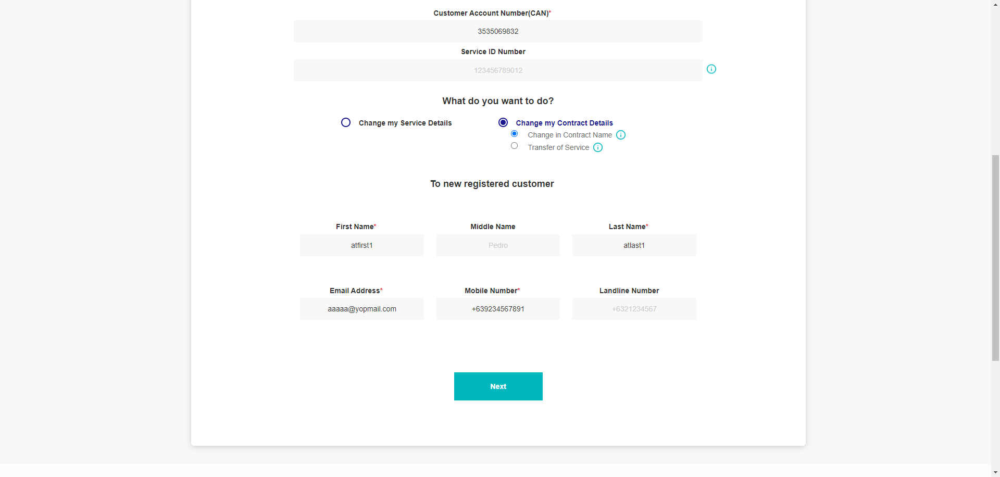 Customer Account Number(CAN)*
3535069832
Service ID Number
123456789012
What do you want to do?
Change my Service Details
Change my Contract Details
Change in Contract Name
Transfer of Service
To new registered customer
First Name*
Middle Name
Last Name*
atfirst1
Pedro
atlast1
Email Address*
Mobile Number*
Landline Number
aaaaa@yopmail.com
+639234567891
+6321234567
Next